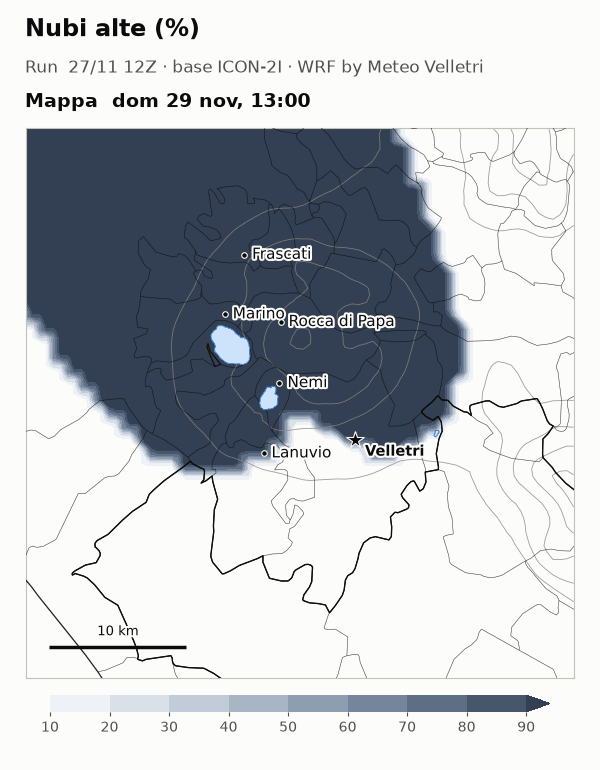 Nubi alte (%)
Run  27/11 12Z · base ICON-2I · WRF by Meteo Velletri
Mappa  dom 29 nov, 13:00
Frascati
Marino
Rocca di Papa
Nemi
Velletri
Lanuvio
10 km
10 20 30 40 50 60 70 80 90